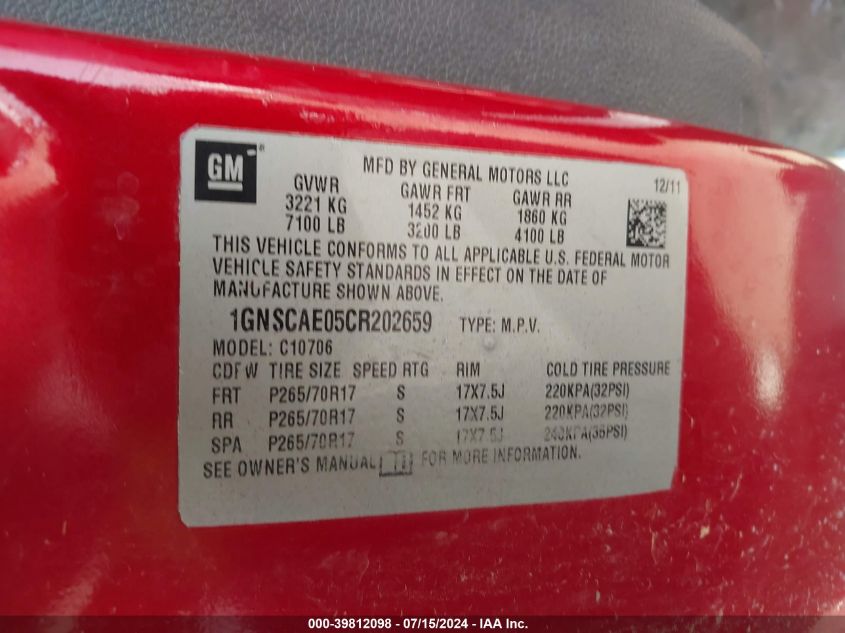 GM
MFD BY GENERAL MOTORS LLC
GVWR GAWR FRT GAWR RR 12/11
3221 KG 1452 KG 1860 KG
7100 LB 3200 LB 4100 LB
THIS VEHICLE CONFORMS TO ALL APPLICABLE U.S. FEDERAL MOTOR
VEHICLE SAFETY STANDARDS IN EFFECT ON THE DATE OF
MANUFACTURE SHOWN ABOVE.
1GNSCAE05CR202659 TYPE: M.P.V.
MODEL: C10706
CDFW TIRE SIZE SPEED RTG RIM COLD TIRE PRESSURE
FRT P265/70R17 S 17X7.5J 220KPA(32PSI)
RR P265/70R17 S 17X7.5J 220KPA(32PSI)
SPA P265/70R17 S 17X7.5J 240KPA(35PSI)
SEE OWNER'S MANUAL FOR MORE INFORMATION.
000-39812098 - 07/15/2024 - IAA Inc.